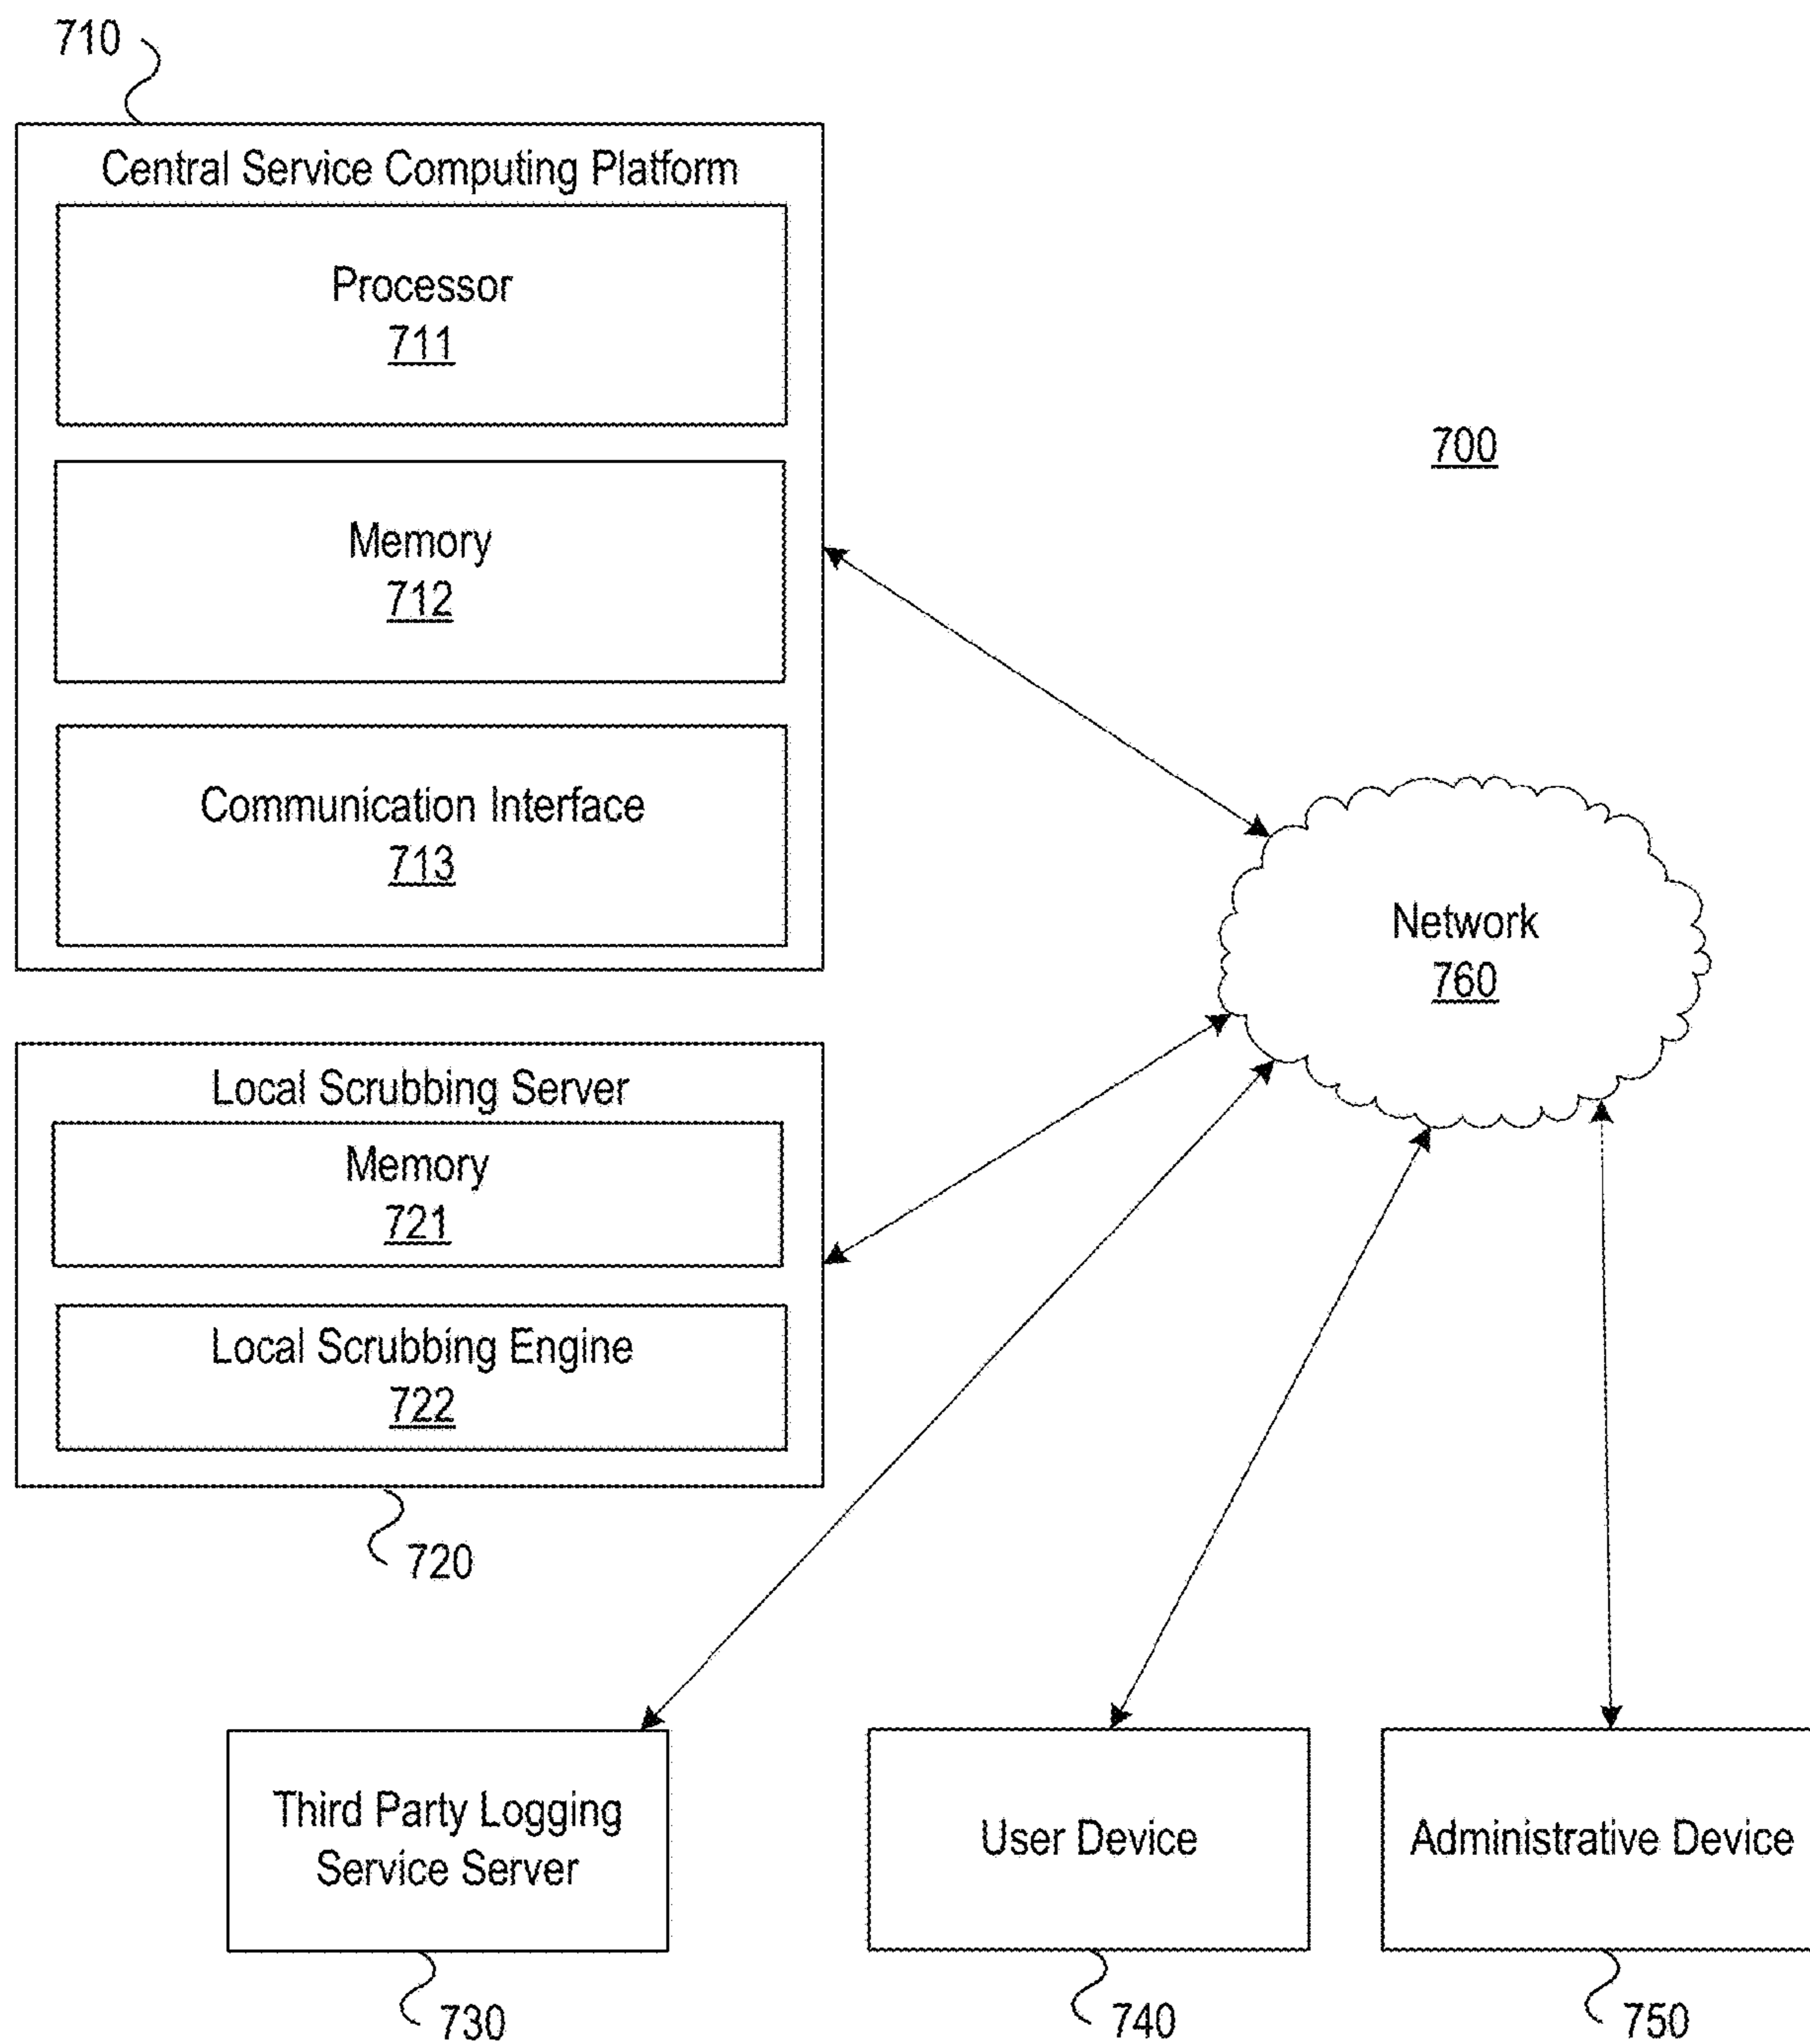 710
Central Service Computing Platform
Processor
711
700
Memory
712
Communication Interface
713
Network
760
Local Scrubbing Server
Memory
721
Local Scrubbing Engine
722
720
Third Party Logging
Service Server
User Device
Administrative Device
730
740
750